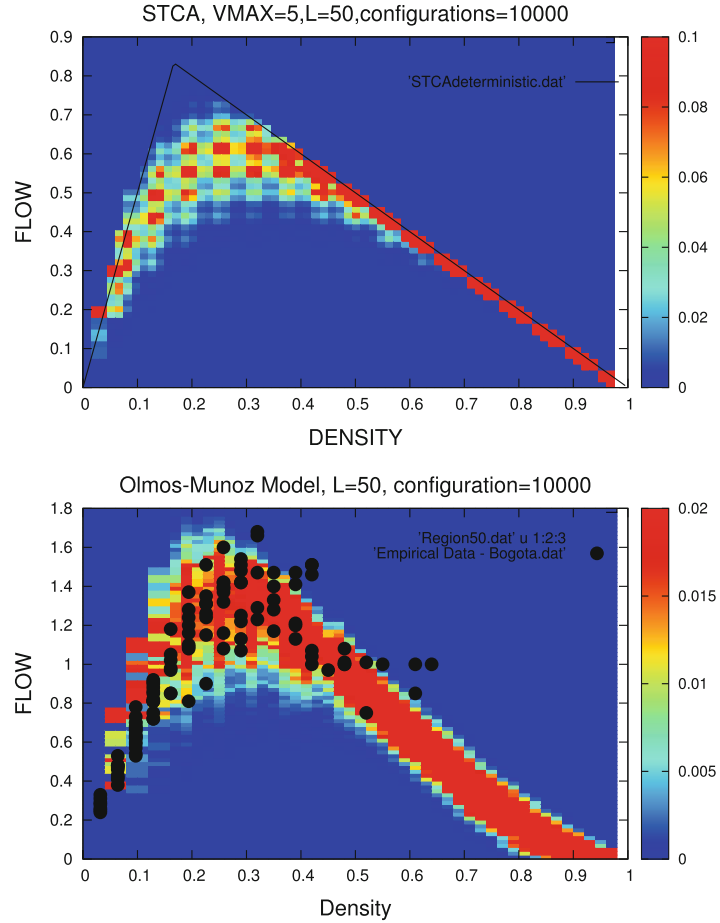 STCA, VMAX=5,L=50,configurations=10000
0.9
0.8
0.7
0.6
0.5
0.4
0.3
0.2
0.1
0
FLOW
'STCAdeterministic.dat'
0.1
0.08
0.06
0.04
0.02
0
0 0.1 0.2 0.3 0.4 0.5 0.6 0.7 0.8 0.9 1
DENSITY
Olmos-Munoz Model, L=50, configuration=10000
1.8
1.6
1.4
1.2
1
0.8
0.6
0.4
0.2
0
FLOW
'Region50.dat' u 1:2:3
'Empirical Data - Bogota.dat'
0.02
0.015
0.01
0.005
0
0 0.1 0.2 0.3 0.4 0.5 0.6 0.7 0.8 0.9 1
Density